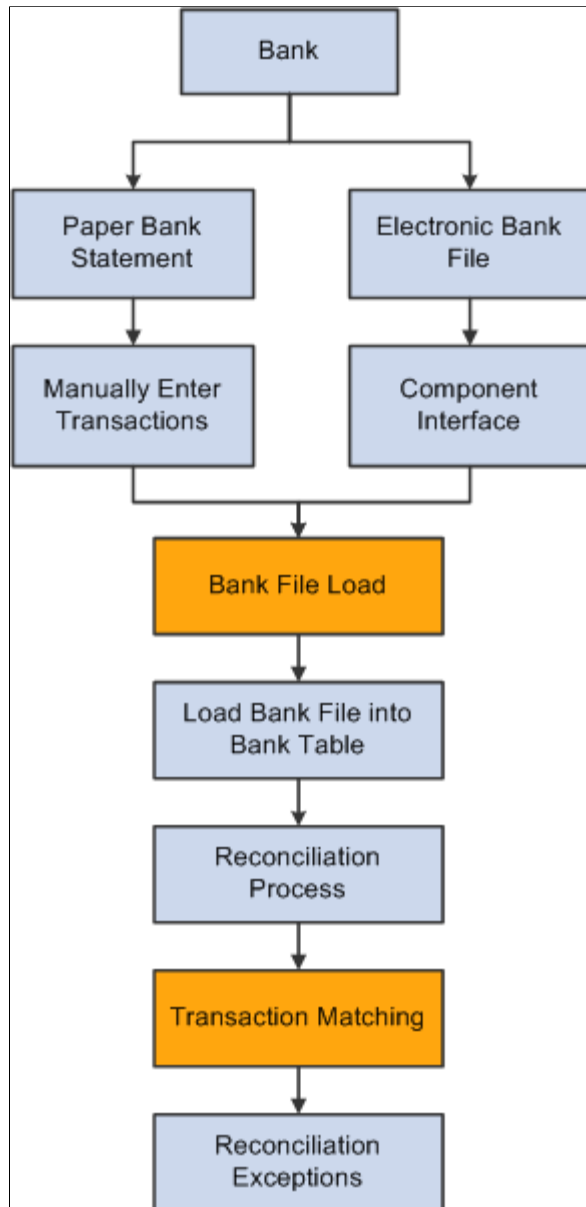 Bank
Paper Bank
Statement
Electronic Bank
File
Manually Enter
Transactions
Component
Interface
Bank File Load
Load Bank File into
Bank Table
Reconciliation
Process
Transaction Matching
Reconciliation
Exceptions